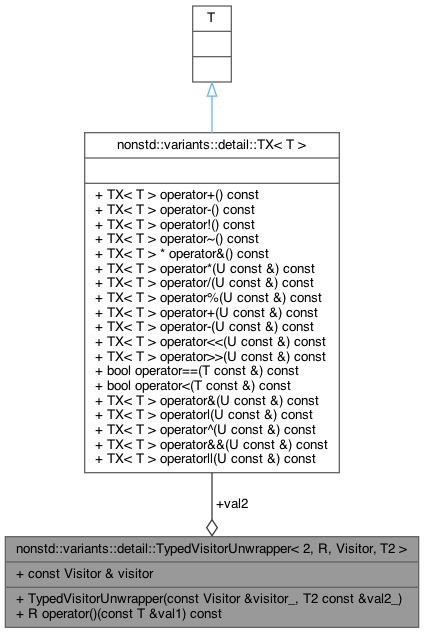 T
nonstd::variants::detail::TX< T >
+ TX< T > operator+() const
+ TX< T > operator-() const
+ TX< T > operator!() const
+ TX< T > operator~() const
+ TX< T > * operator&() const
+ TX< T > operator*(U const &) const
+ TX< T > operator/(U const &) const
+ TX< T > operator%(U const &) const
+ TX< T > operator+(U const &) const
+ TX< T > operator-(U const &) const
+ TX< T > operator<<(U const &) const
+ TX< T > operator>>(U const &) const
+ bool operator==(T const &) const
+ bool operator<(T const &) const
+ TX< T > operator&(U const &) const
+ TX< T > operator|(U const &) const
+ TX< T > operator^(U const &) const
+ TX< T > operator&&(U const &) const
+ TX< T > operator||(U const &) const
+val2
nonstd::variants::detail::TypedVisitorUnwrapper< 2, R, Visitor, T2 >
+ const Visitor & visitor
+ TypedVisitorUnwrapper(const Visitor &visitor_, T2 const &val2_)
+ R operator()(const T &val1) const